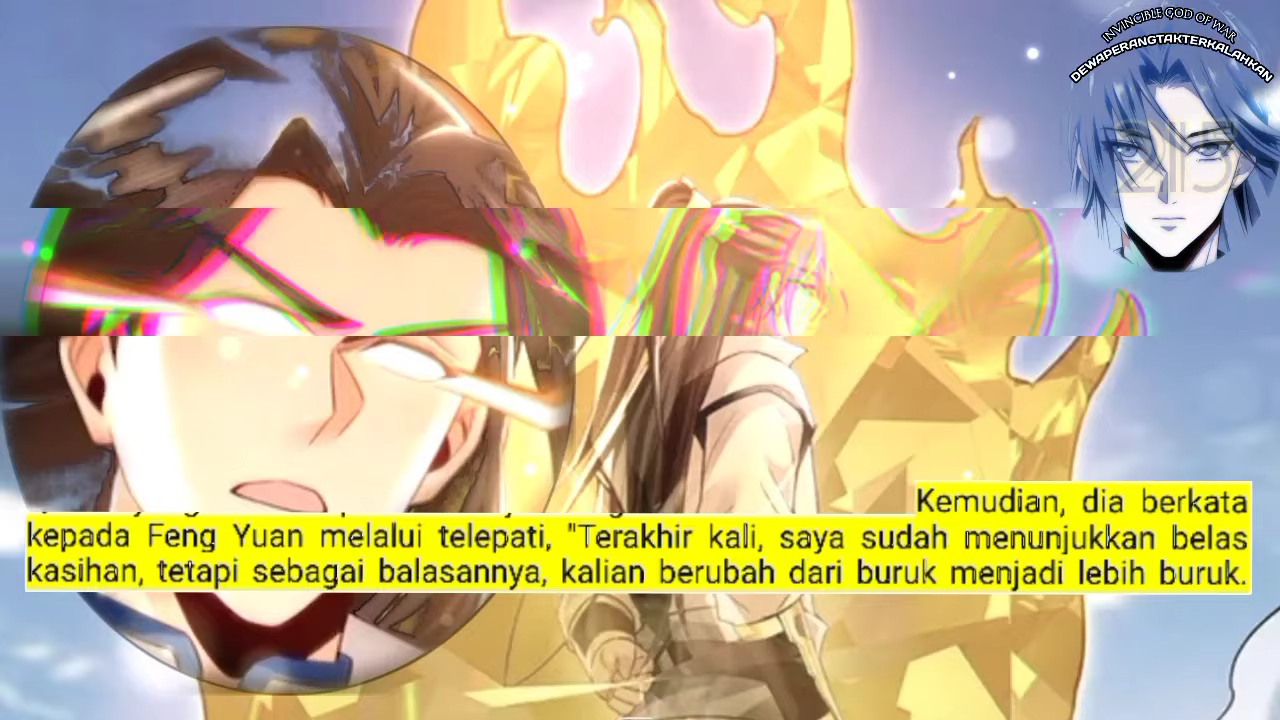 INVINCIBLE GOD OF WAR
DEWAPERANGTAKTERKALAHKAN
2115
Kemudian, dia berkata
kepada Feng Yuan melalui telepati, "Terakhir kali, saya sudah menunjukkan belas
kasihan, tetapi sebagai balasannya, kalian berubah dari buruk menjadi lebih buruk.